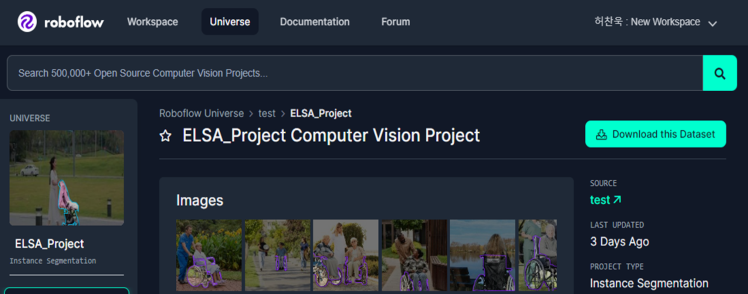 roboflow Workspace Universe Documentation Forum 허찬욱 : New Workspace
Search 500,000+ Open Source Computer Vision Projects...
UNIVERSE
ELSA_Project
Instance Segmentation
Roboflow Universe > test > ELSA_Project
ELSA_Project Computer Vision Project
Download this Dataset
Images
SOURCE
test
LAST UPDATED
3 Days Ago
PROJECT TYPE
Instance Segmentation